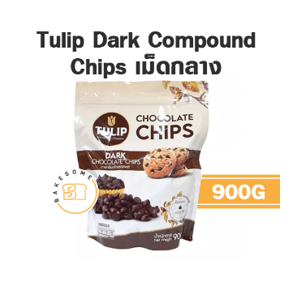 Tulip Dark Compound
Chips เม็ดกลาง
TULIP
CHOCOLATE
CHIPS
DARK
CHOCOLATE CHIPS
BAKESOME
900G